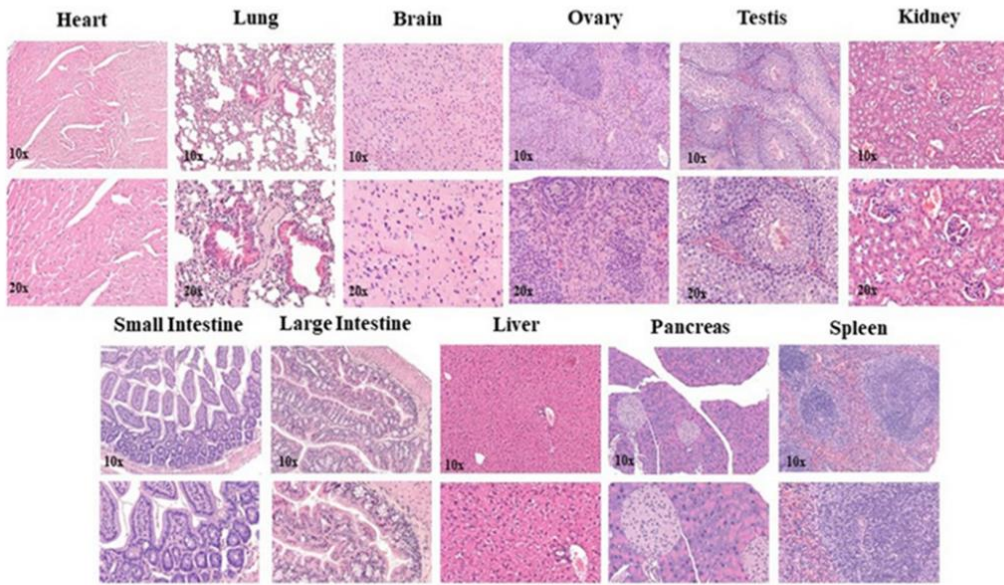 Heart Lung Brain Ovary Testis Kidney
10x 10x 10x 10x 10x 10x
20x 20x 20x 20x 20x 20x
Small Intestine Large Intestine Liver Pancreas Spleen
10x 10x 10x 10x 10x